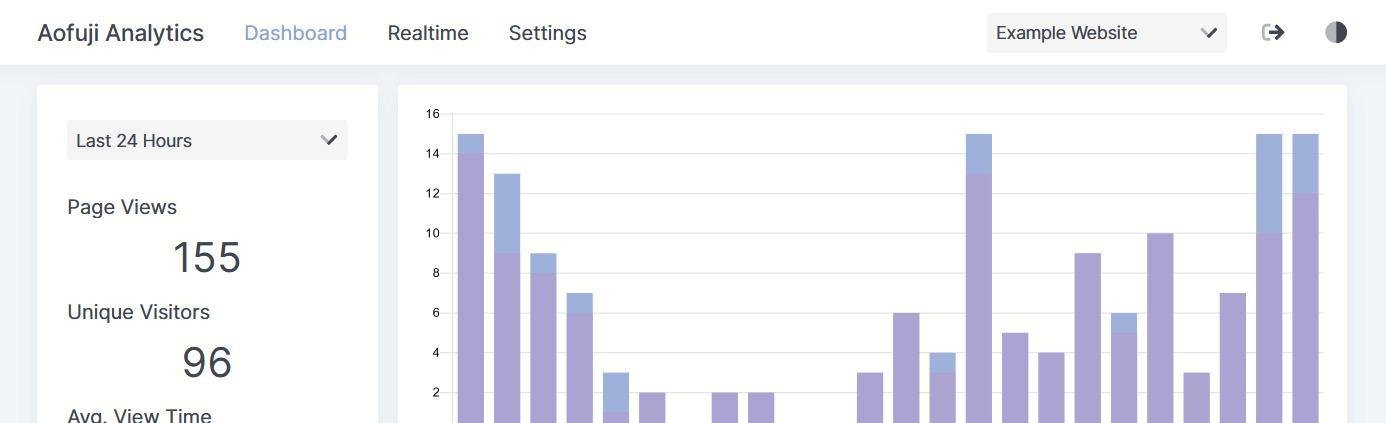 Aofuji Analytics Dashboard Realtime Settings Example Website
Last 24 Hours
Page Views
155
Unique Visitors
96
Avg. View Time
16
14
12
10
8
6
4
2